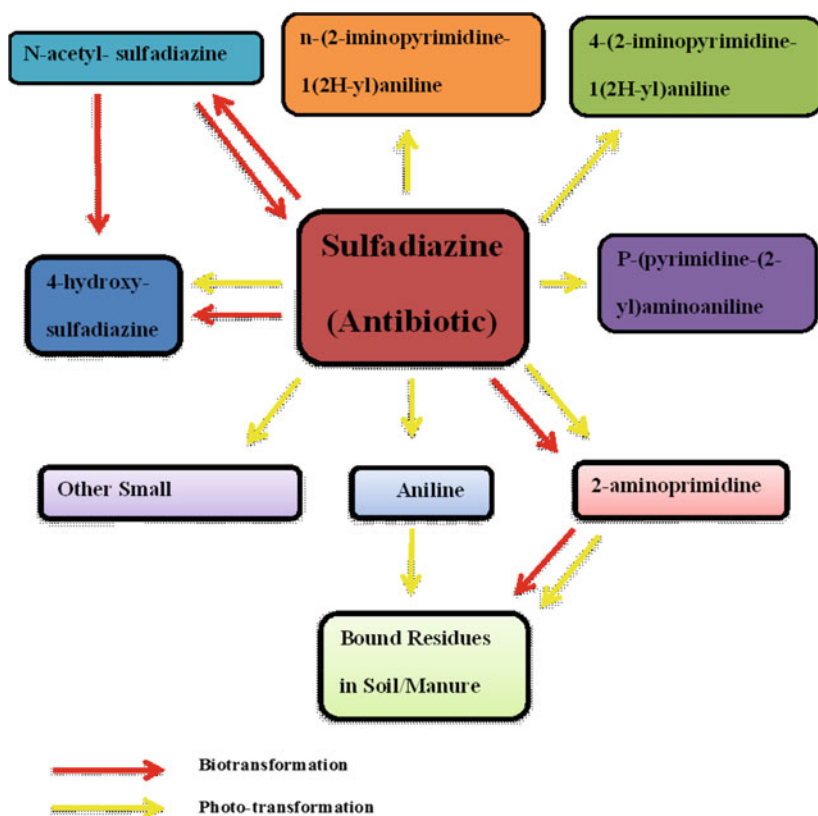 N-acetyl- sulfadiazine
n-(2-iminopyrimidine-
1(2H-yl)aniline
4-(2-iminopyrimidine-
1(2H-yl)aniline
Sulfadiazine
(Antibiotic)
4-hydroxy-
sulfadiazine
P-(pyrimidine-(2-
yl)aminoaniline
Other Small
Aniline
2-aminoprimidine
Bound Residues
in Soil/Manure
Biotransformation
Photo-transformation